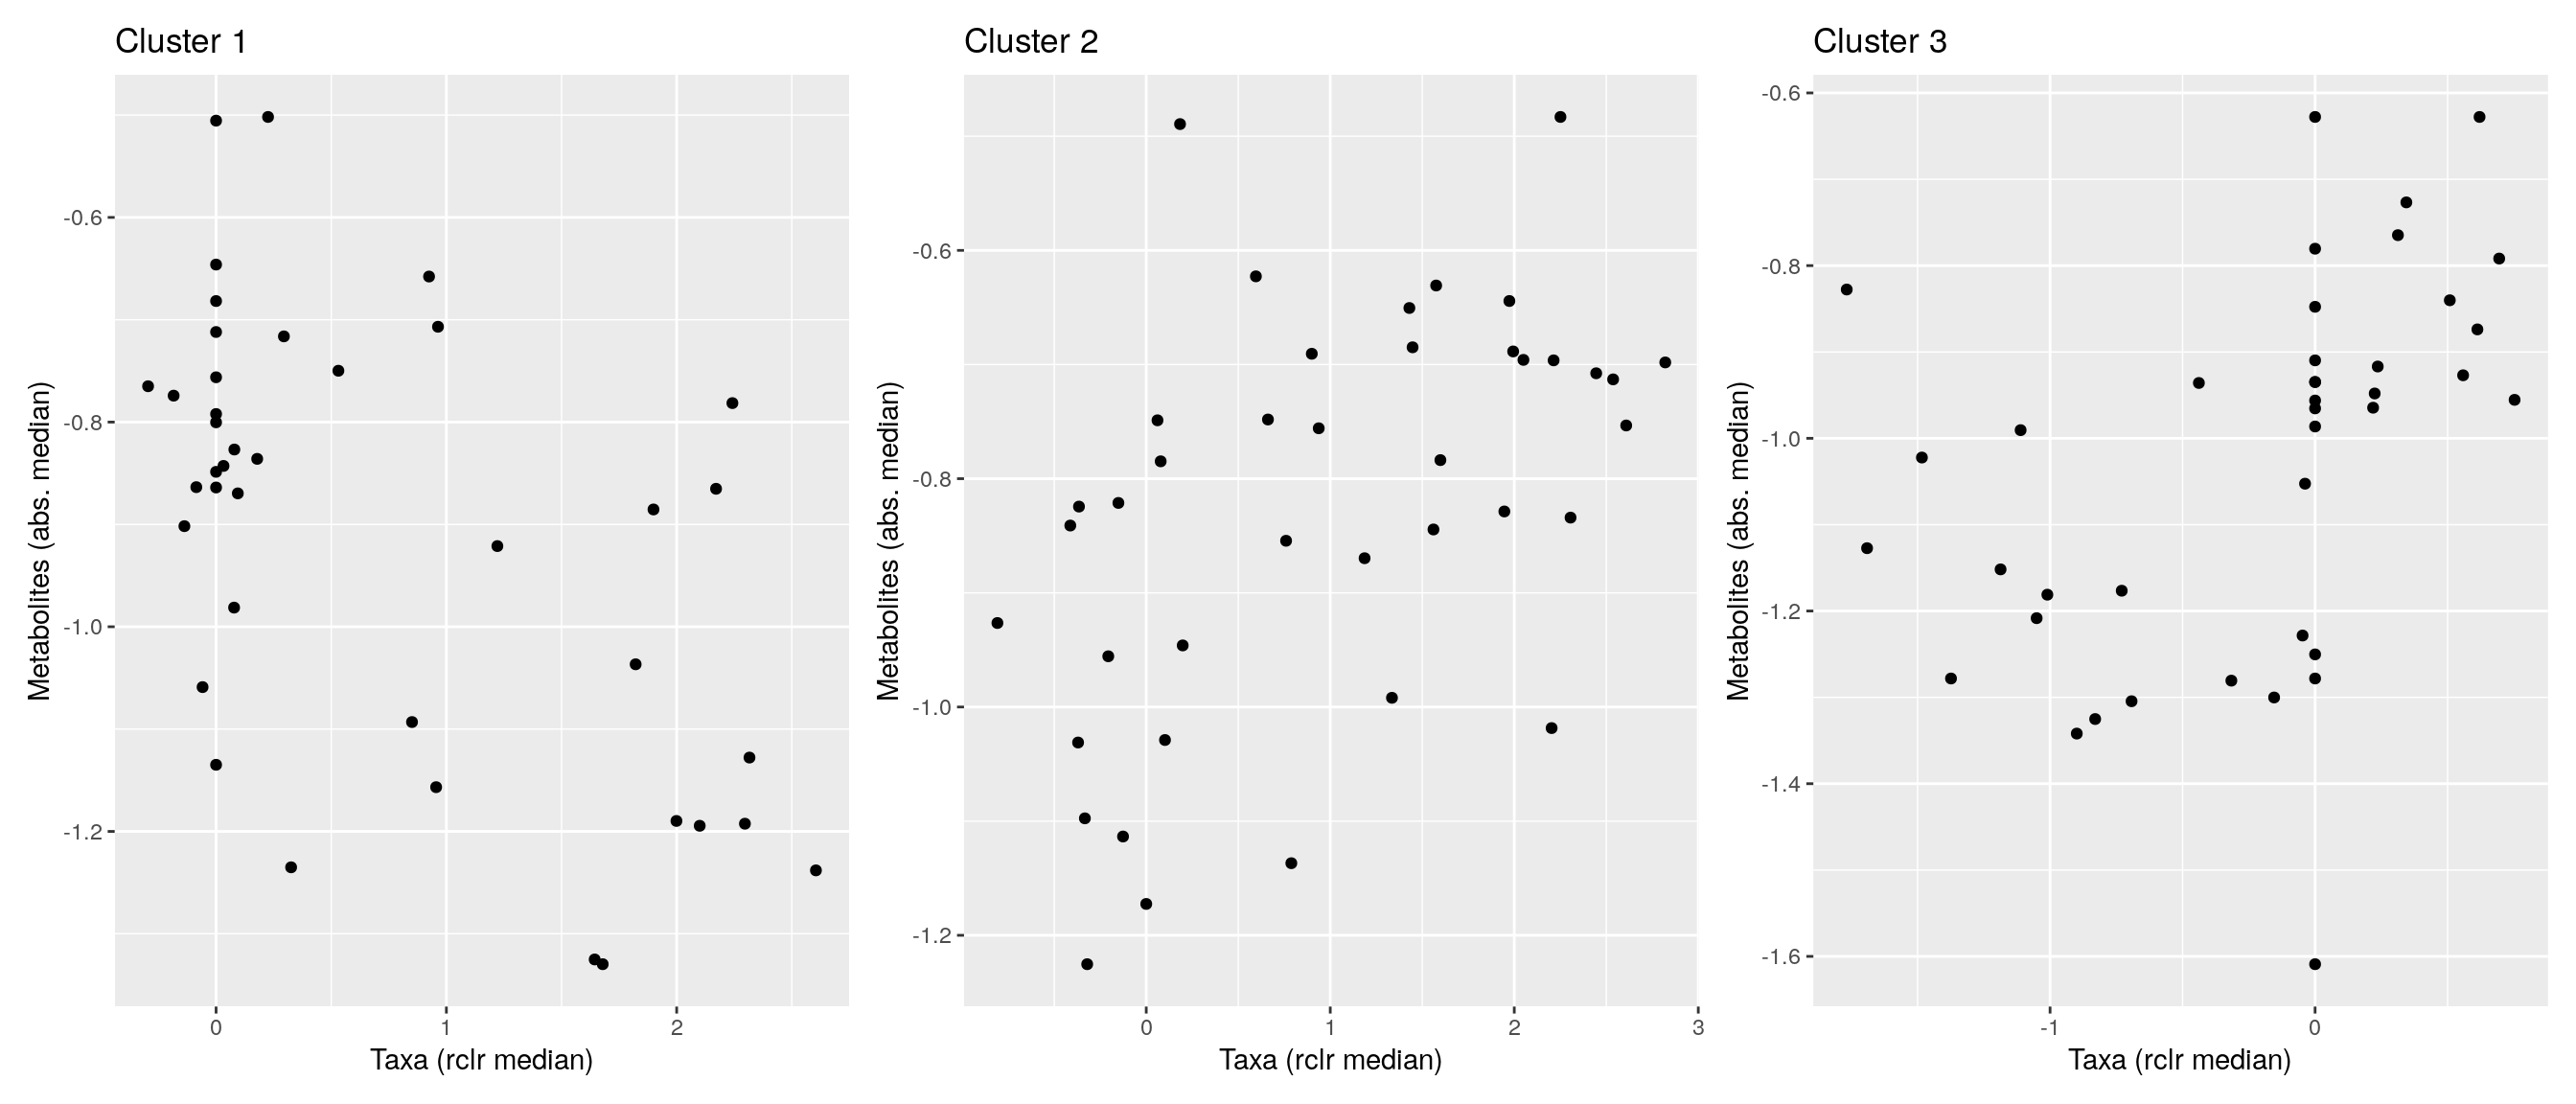 Cluster 1
-0.6
-0.8
-1.0
-1.2
0 1 2
Taxa (rclr median)
Metabolites (abs. median)
Cluster 2
-0.6
-0.8
-1.0
-1.2
0 1 2 3
Taxa (rclr median)
Metabolites (abs. median)
Cluster 3
-0.6
-0.8
-1.0
-1.2
-1.4
-1.6
-1 0
Taxa (rclr median)
Metabolites (abs. median)